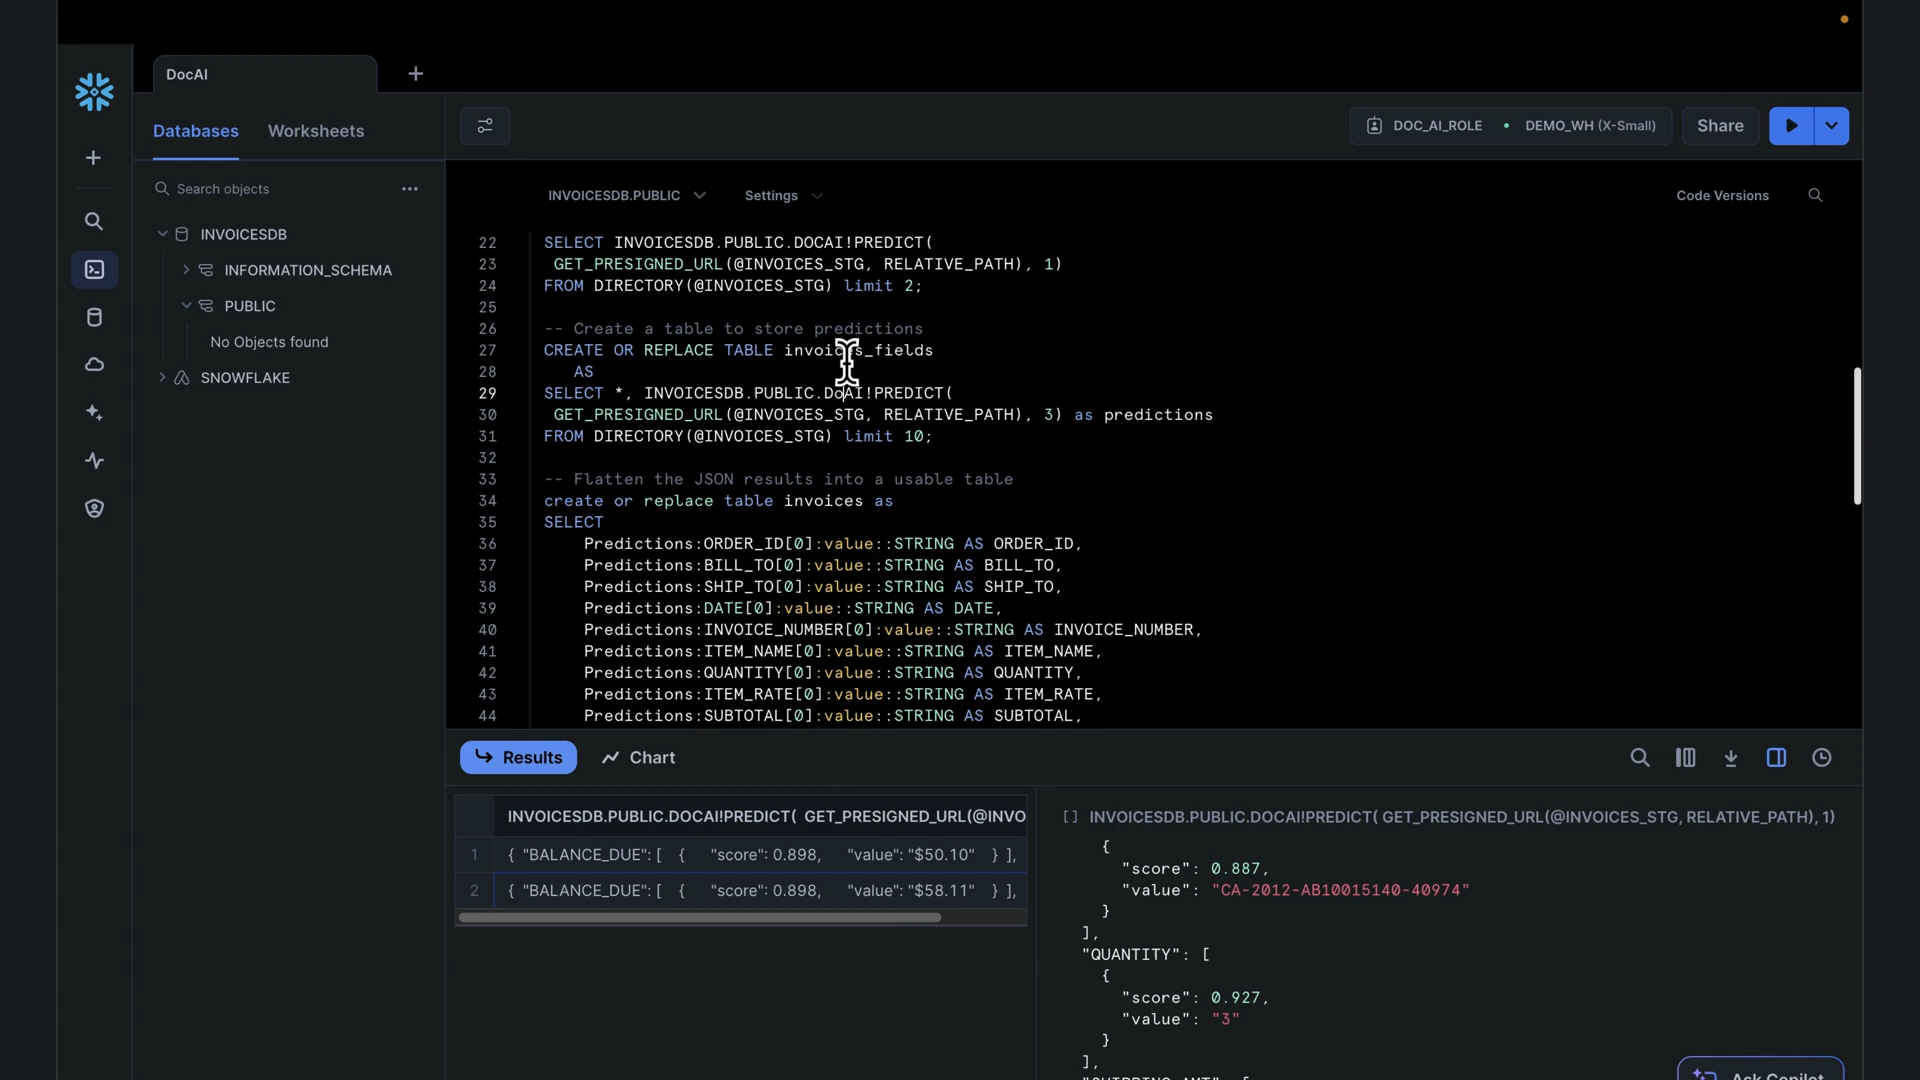 DocAI
Databases
Worksheets
Search objects
INVOICESDB
INFORMATION_SCHEMA
PUBLIC
No Objects found
SNOWFLAKE
DOC_AI_ROLE
DEMO_WH (X-Small)
Share
INVOICESDB.PUBLIC
Settings
Code Versions
22 SELECT INVOICESDB.PUBLIC.DOCAI!PREDICT(
23 GET_PRESIGNED_URL(@INVOICES_STG, RELATIVE_PATH), 1)
24 FROM DIRECTORY(@INVOICES_STG) limit 2;
25
26 -- Create a table to store predictions
27 CREATE OR REPLACE TABLE invoices_fields
28 AS
29 SELECT *, INVOICESDB.PUBLIC.DoAI!PREDICT(
30 GET_PRESIGNED_URL(@INVOICES_STG, RELATIVE_PATH), 3) as predictions
31 FROM DIRECTORY(@INVOICES_STG) limit 10;
32
33 -- Flatten the JSON results into a usable table
34 create or replace table invoices as
35 SELECT
36 Predictions:ORDER_ID[0]:value::STRING AS ORDER_ID,
37 Predictions:BILL_TO[0]:value::STRING AS BILL_TO,
38 Predictions:SHIP_TO[0]:value::STRING AS SHIP_TO,
39 Predictions:DATE[0]:value::STRING AS DATE,
40 Predictions:INVOICE_NUMBER[0]:value::STRING AS INVOICE_NUMBER,
41 Predictions:ITEM_NAME[0]:value::STRING AS ITEM_NAME,
42 Predictions:QUANTITY[0]:value::STRING AS QUANTITY,
43 Predictions:ITEM_RATE[0]:value::STRING AS ITEM_RATE,
44 Predictions:SUBTOTAL[0]:value::STRING AS SUBTOTAL,
Results
Chart
INVOICESDB.PUBLIC.DOCAI!PREDICT( GET_PRESIGNED_URL(@INVO
1 { "BALANCE_DUE": [ { "score": 0.898, "value": "$50.10" } ],
2 { "BALANCE_DUE": [ { "score": 0.898, "value": "$58.11" } ],
[] INVOICESDB.PUBLIC.DOCAI!PREDICT( GET_PRESIGNED_URL(@INVOICES_STG, RELATIVE_PATH), 1)
{
"score": 0.887,
"value": "CA-2012-AB10015140-40974"
}
],
"QUANTITY": [
{
"score": 0.927,
"value": "3"
}
],
Ask Copilot